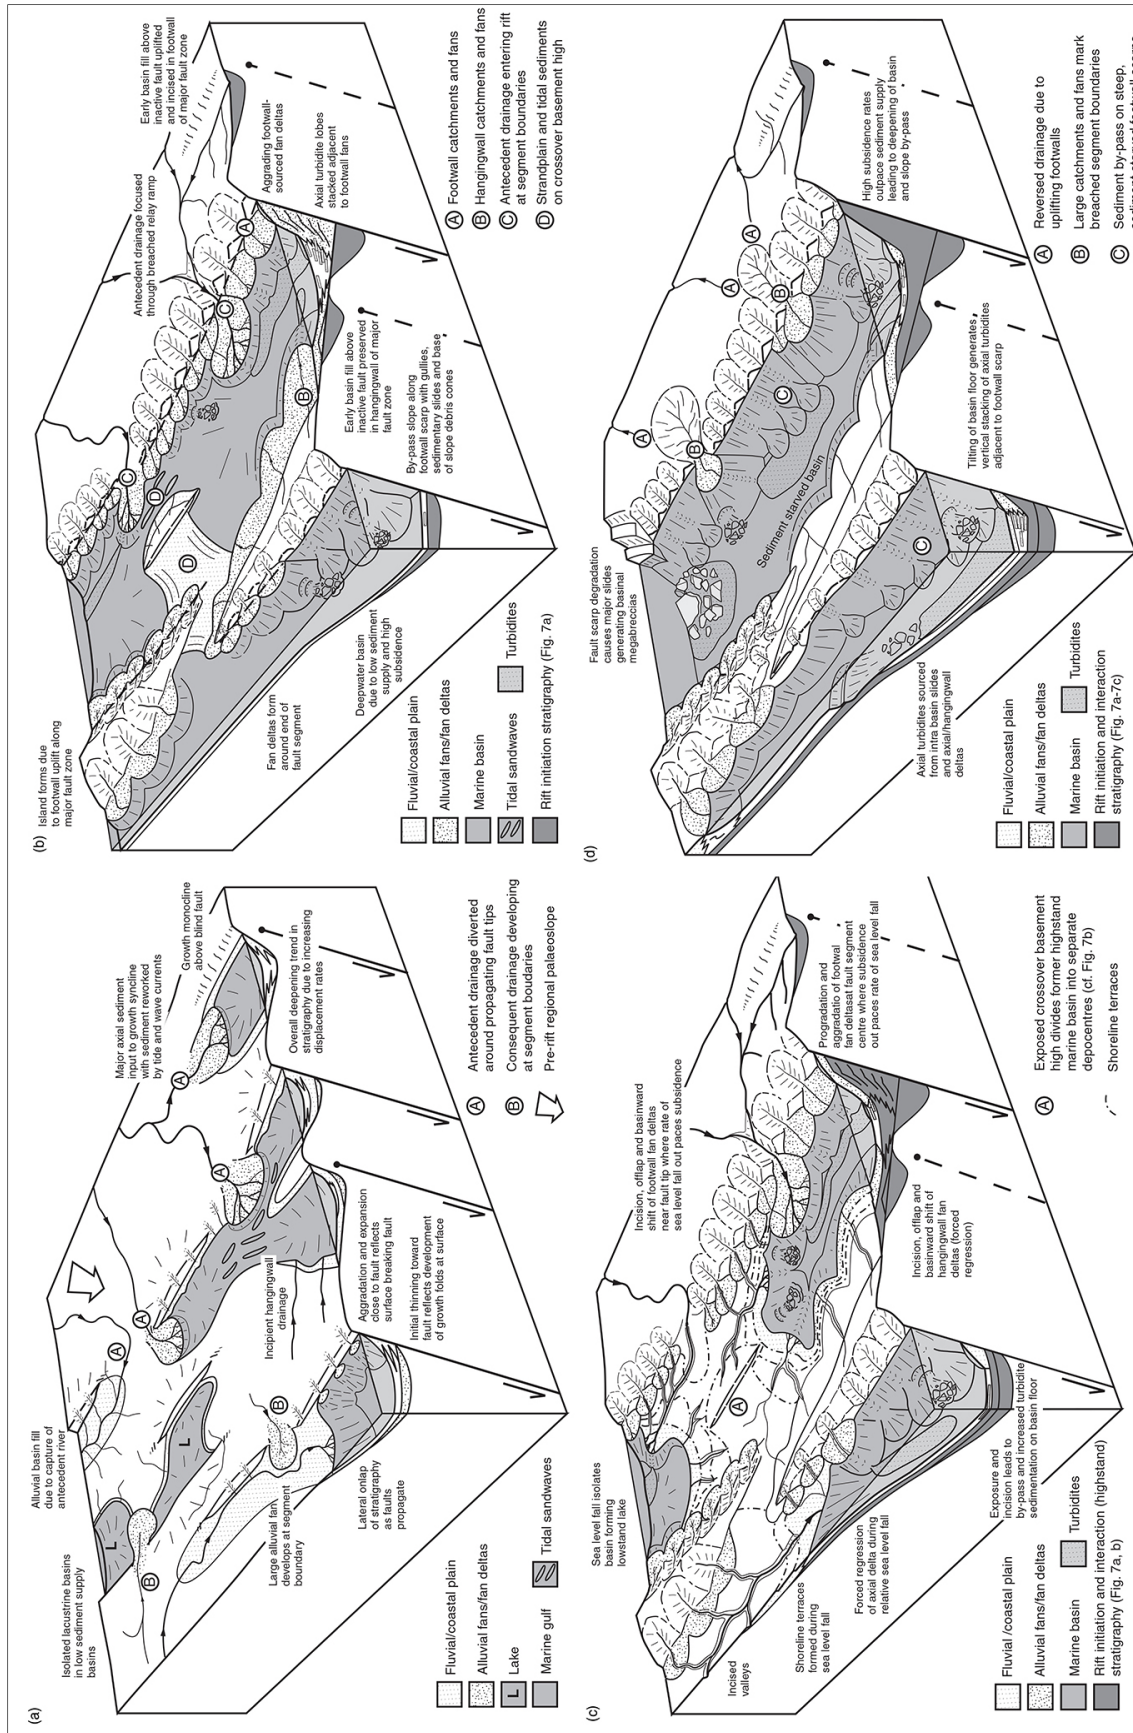 (a)
Isolated lacustrine basins
in low sediment supply
basins
Alluvial basin fill
due to capture of
antecedent river
Major axial sediment
input to growth syncline
with sediment reworked
by tide and wave currents
Growth monocline
above blind fault
Overall deepening trend in
stratigraphy due to increasing
displacement rates
Incipient hangingwall
drainage
Aggradation and expansion
close to fault reflects
surface breaking fault
Initial thinning toward
fault reflects development
of growth folds at surface
Large alluvial fan
develops at segment
boundary
Lateral onlap
of stratigraphy
as faults
propagate
L
L
A
A
A
A
B
B
Fluvial/coastal plain
Alluvial fans/fan deltas
L Lake
Marine gulf
Tidal sandwaves
A Antecedent drainage diverted
around propagating fault tips
B Consequent drainage developing
at segment boudaries
Pre-rift regional palaeoslope
(b)
Island forms due
to footwall uplift along
major fault zone
Antecedent drainage focused
through breached relay ramp
Early basin fill above
inactive fault uplifted
and incised in footwall
of major fault zone
Aggrading footwall-
sourced fan deltas
Axial turbidite lobes
stacked adjacent
to footwall fans
Early basin fill above
inactive fault preserved
in hangingwall of major
fault zone
By-pass slope along
footwall scarp with gullies,
sedimentary slides and base
of slope debris cones
Fan deltas form
around end of
fault segment
Deepwater basin
due to low sediment
supply and high
subsidence
A
B
C
C
D
D
Fluvial/coastal plain
Alluvial fans/fan deltas
Marine basin
Tidal sandwaves
Turbidites
Rift initiation stratigraphy (Fig. 7a)
A Footwall catchments and fans
B Hangingwall catchments and fans
C Antecedent drainage entering rift
at segment boundaries
D Strandplain and tidal sediments
on crossover basement high
(c)
Sea level fall isolates
basin forming
lowstand lake
Incision, offlap and basinward
shift of footwall fan deltas
near fault tip where rate of
sea level fall out paces subsidence
Progradation and
aggradatio of footwal
fan deltasat fault segment
centre where subsidence
out paces rate of sea level fall
Incision, offlap and
basinward shift of
hangingwall fan
deltas (forced
regression)
Incised
valleys
Shoreline terraces
formed during
sea level fall
Forced regression
of axial delta during
relative sea level fall
Exposure and
incision leads to
by-pass and increased turbidite
sedimentation on basin floor
A
Fluvial /coastal plain
Alluvial fans/fan deltas
Marine basin
Turbidites
Rift initiation and interaction (highstand)
stratigraphy (Fig. 7a, b)
A Exposed crossover basement
high divides former highstand
marine basin into separate
depocentres (cf. Fig. 7b)
Shoreline terraces
(d)
Fault scarp degradation
causes major slides
generating basinal
megabreccias
High subsidence rates
outpace sediment supply
leading to deepening of basin
and slope by-pass
Sediment starved basin
Tilting of basin floor generates
vertical stacking of axial turbidites
adjacent to footwall scarp
Axial turbidites sourced
from intra basin slides
and axial/hangingwall
deltas
A
A
A
B
B
C
C
Fluvial/coastal plain
Alluvial fans/fan deltas
Marine basin
Turbidites
Rift initiation and interaction
stratigraphy (Fig. 7a-7c)
A Reversed drainage due to
uplifting footwalls
B Large catchments and fans mark
breached segment boundaries
C Sediment by-pass on steep,